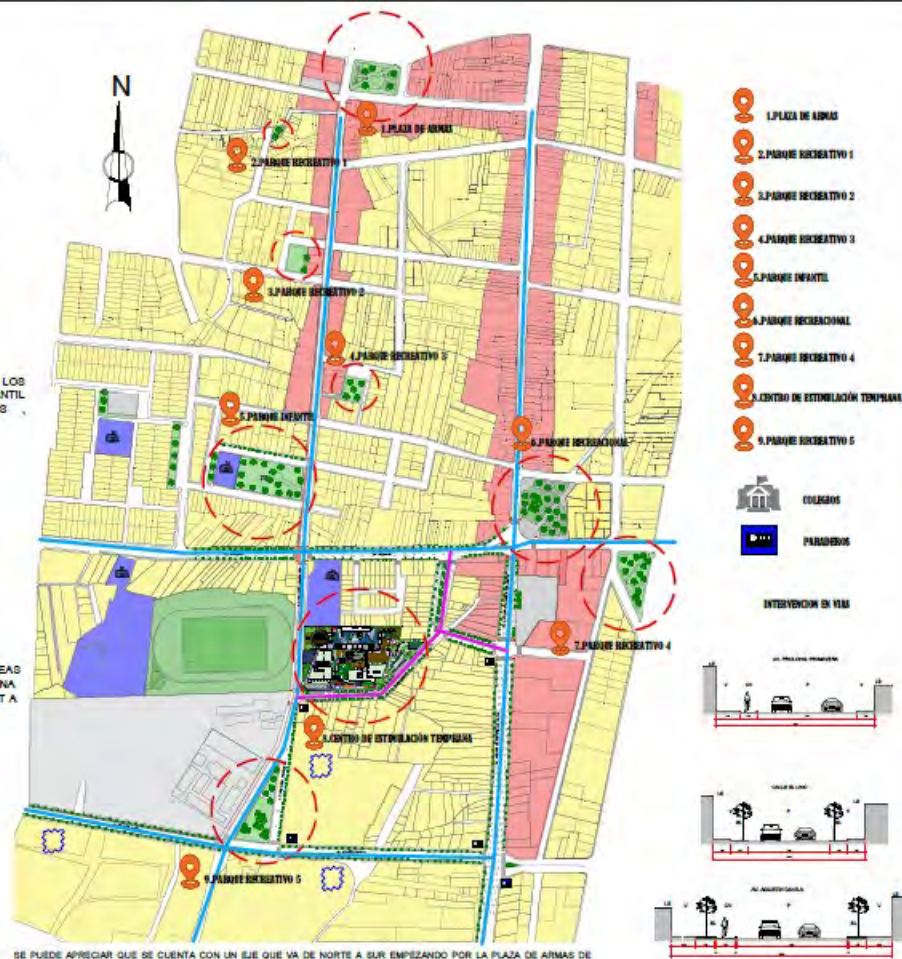 N
1.PLAZA DE ARMAS
2.PARQUE RECREATIVO 1
3.PARQUE RECREATIVO 2
4.PARQUE RECREATIVO 3
5.PARQUE INFANTIL
6.PARQUE RECREACIONAL
7.PARQUE RECREATIVO 4
8.CENTRO DE ESTIMULACIÓN TEMPRANA
9.PARQUE RECREATIVO 5
LOS
NTIL
S
EAS
NA
T A
1.PLAZA DE ARMAS
2.PARQUE RECREATIVO 1
3.PARQUE RECREATIVO 2
4.PARQUE RECREATIVO 3
5.PARQUE INFANTIL
6.PARQUE RECREACIONAL
7.PARQUE RECREATIVO 4
8.CENTRO DE ESTIMULACIÓN TEMPRANA
9.PARQUE RECREATIVO 5
COLEGIOS
PARADEROS
INTERVENCION EN VIAS
SE PUEDE APRECIAR QUE SE CUENTA CON UN EJE QUE VA DE NORTE A SUR EMPEZANDO POR LA PLAZA DE ARMAS DE